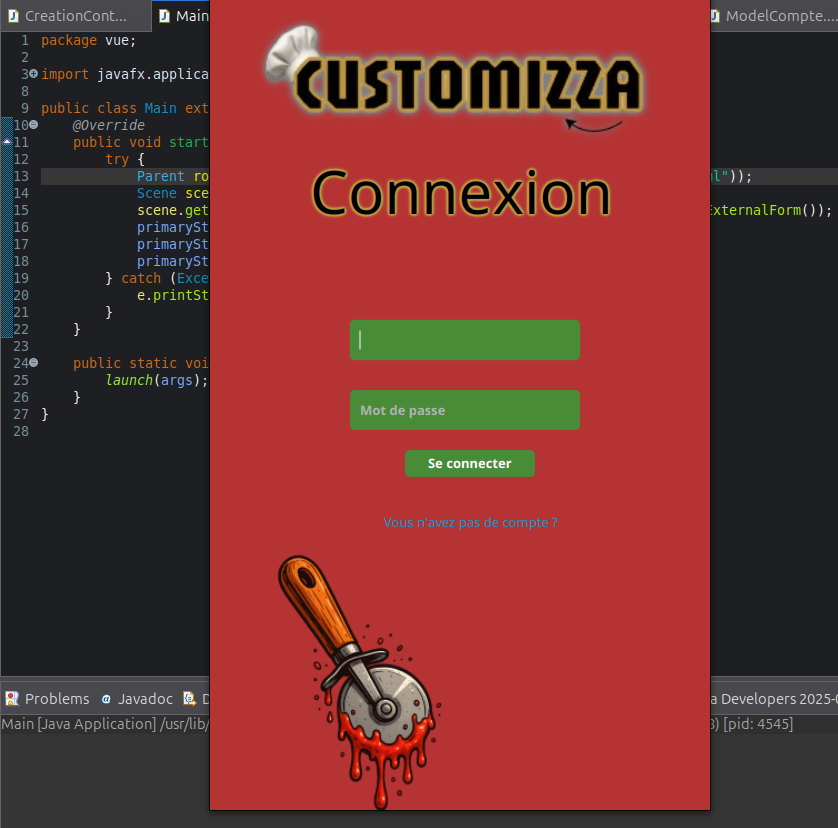 CreationCont...
Main
ModelCompte....
1 package vue;
2
3 import javafx.applica
8
9 public class Main ext
10 @Override
11 public void start
12 try {
13 Parent ro l"));
14 Scene sce
15 scene.get ExternalForm());
16 primarySt
17 primarySt
18 primarySt
19 } catch (Exce
20 e.printSt
21 }
22 }
23
24 public static voi
25 launch(args);
26 }
27 }
28
CUSTOMIZZA
Connexion
Mot de passe
Se connecter
Vous n'avez pas de compte ?
Problems
Javadoc
D
a Developers 2025-0
Main [Java Application] /usr/lib/ 3) [pid: 4545]